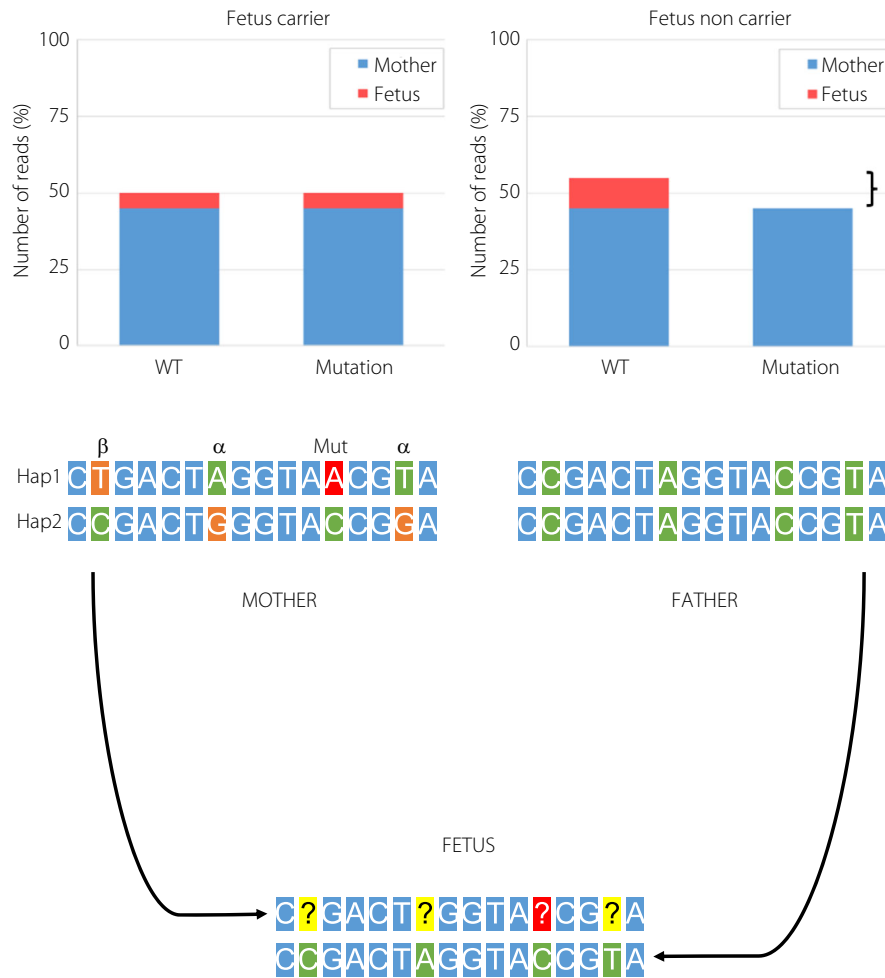 Fetus carrier
100
75
50
25
0
Number of reads (%)
Mother
Fetus
WT
Mutation
Fetus non carrier
100
75
50
25
0
Number of reads (%)
Mother
Fetus
}
WT
Mutation
β α Mut α
Hap1 CTGACTAGGTAACGTA
Hap2 CCGACTGGGTACCGGA
MOTHER
CCGACTAGGTACCGTA
CCGACTAGGTACCGTA
FATHER
FETUS
C?GACT?GGTA?CG?A
CCGACTAGGTACCGTA